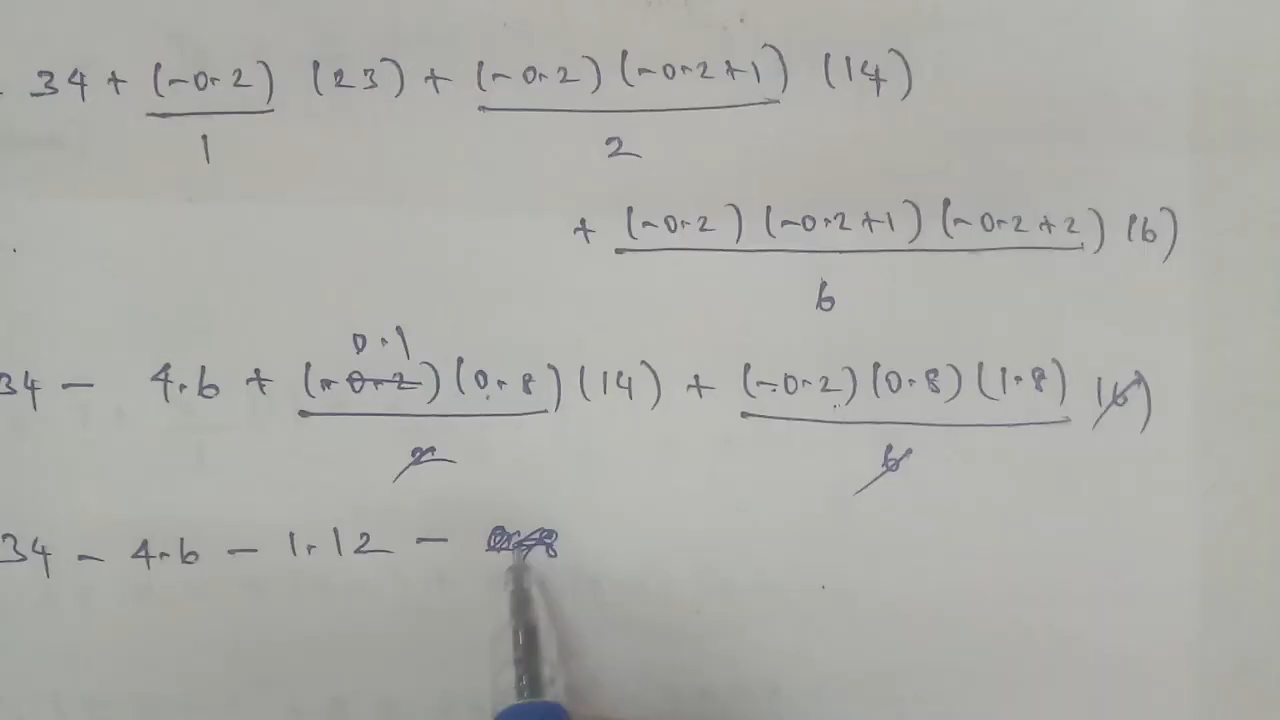 34 + (-0.2) (23) + (-0.2) (-0.2+1) (14)
1 2
+ (-0.2) (-0.2+1) (-0.2+2) (6)
6
0.1
34 - 4.6 + (-0.2) (0.8) (14) + (-0.2) (0.8) (1.8) (6)
2 6
34 - 4.6 - 1.12 -